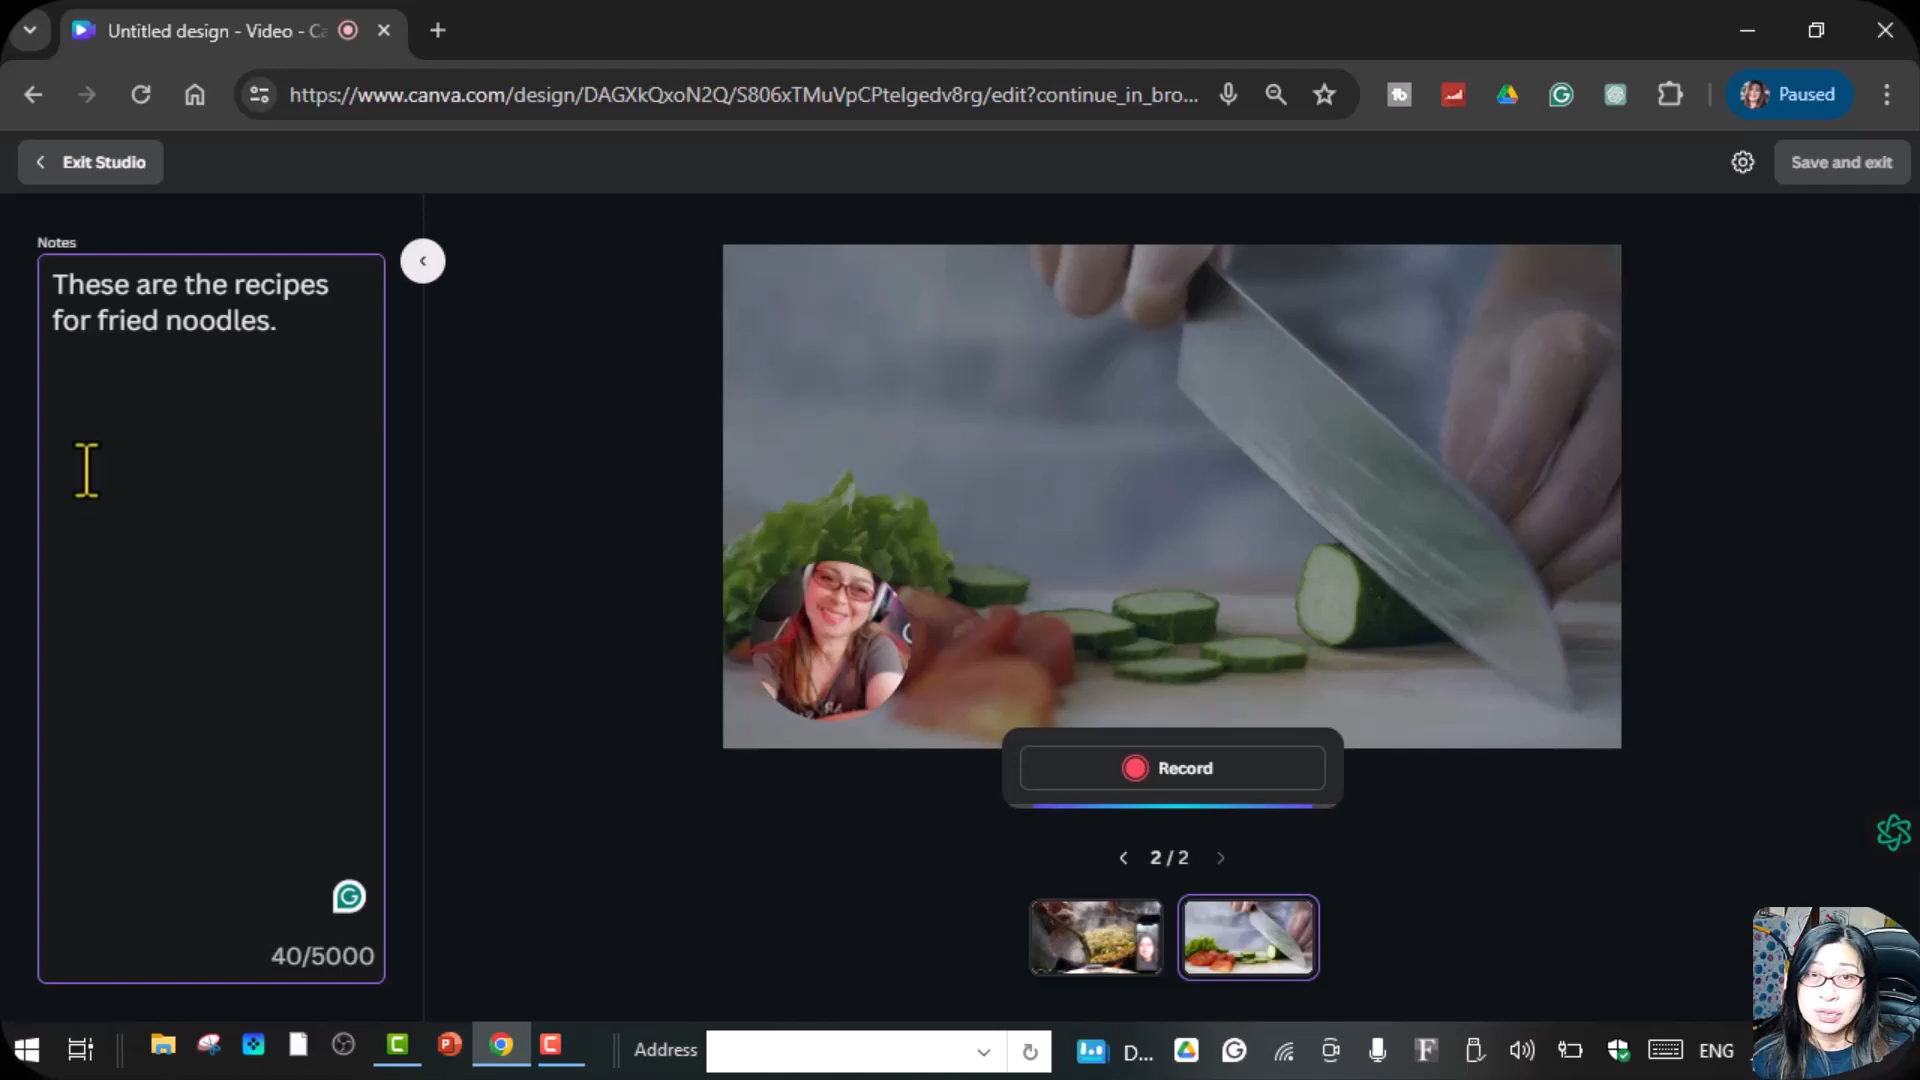 Untitled design - Video - Ca
https://www.canva.com/design/DAGXkQxoN2Q/S806xTMuVpCPtelgedv8rg/edit?continue_in_bro...
Paused
Exit Studio
Save and exit
Notes
These are the recipes
for fried noodles.
40/5000
Record
2 / 2
Address
D...
ENG